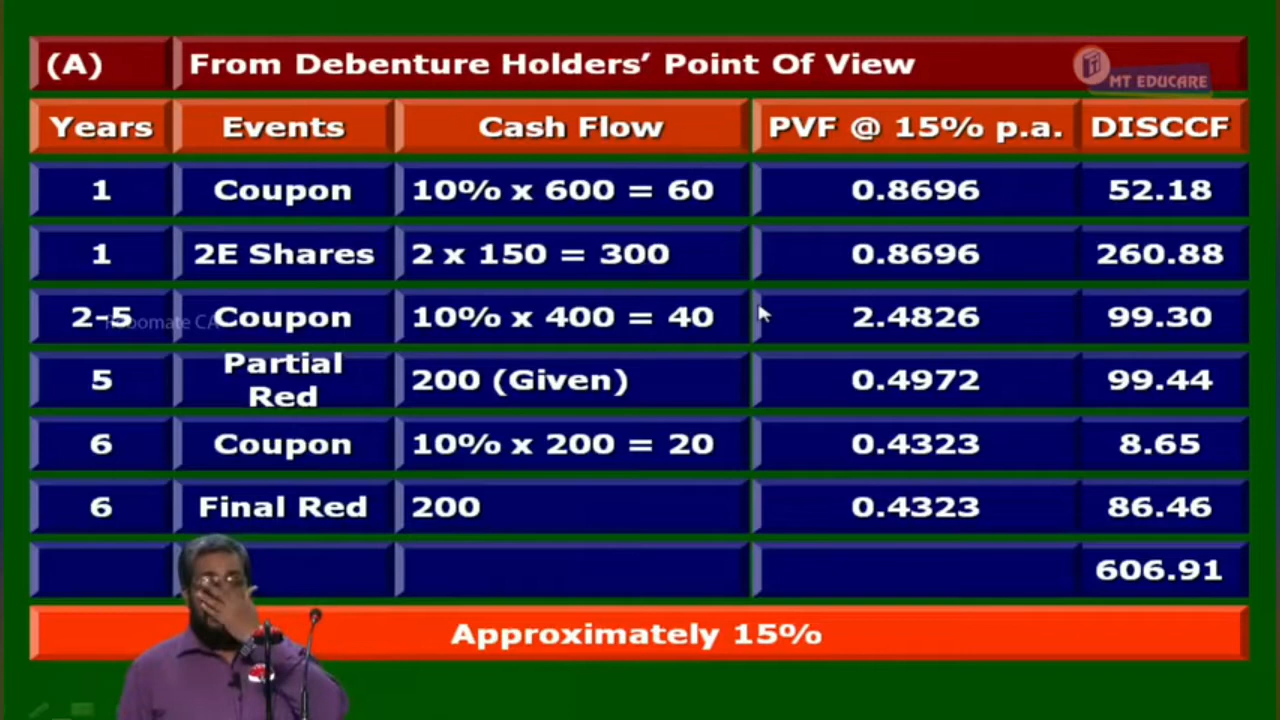 (A) From Debenture Holders’ Point Of View
MT EDUCARE
Years Events Cash Flow PVF @ 15% p.a. DISCCF
1 Coupon 10% x 600 = 60 0.8696 52.18
1 2E Shares 2 x 150 = 300 0.8696 260.88
2-5 Coupon 10% x 400 = 40 2.4826 99.30
5 Partial Red 200 (Given) 0.4972 99.44
6 Coupon 10% x 200 = 20 0.4323 8.65
6 Final Red 200 0.4323 86.46
606.91
Approximately 15%